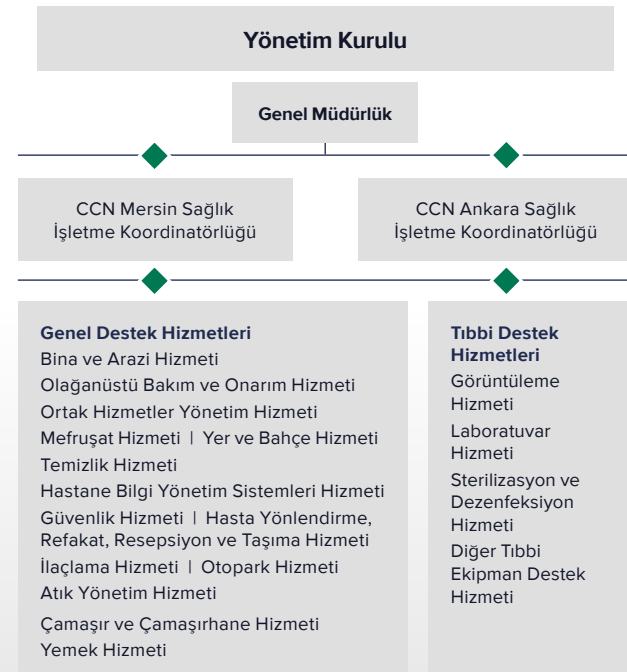 Yönetim Kurulu
Genel Müdürlük
CCN Mersin Sağlık
İşletme Koordinatörlüğü
CCN Ankara Sağlık
İşletme Koordinatörlüğü
Genel Destek Hizmetleri
Bina ve Arazi Hizmeti
Olağanüstü Bakım ve Onarım Hizmeti
Ortak Hizmetler Yönetim Hizmeti
Mefruşat Hizmeti | Yer ve Bahçe Hizmeti
Temizlik Hizmeti
Hastane Bilgi Yönetim Sistemleri Hizmeti
Güvenlik Hizmeti | Hasta Yönlendirme,
Refakat, Resepsiyon ve Taşıma Hizmeti
İlaçlama Hizmeti | Otopark Hizmeti
Atık Yönetim Hizmeti
Çamaşır ve Çamaşırhane Hizmeti
Yemek Hizmeti
Tıbbi Destek
Hizmetleri
Görüntüleme
Hizmeti
Laboratuvar
Hizmeti
Sterilizasyon ve
Dezenfeksiyon
Hizmeti
Diğer Tıbbi
Ekipman Destek
Hizmeti